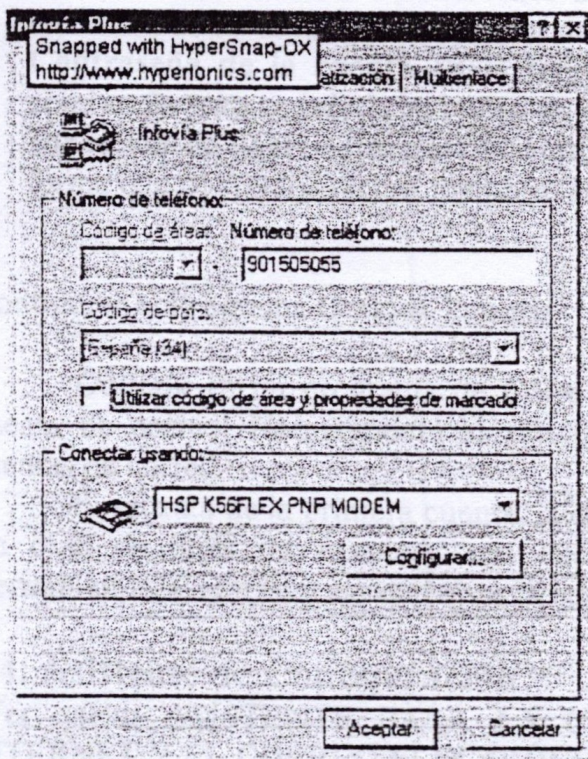 Infovía Plus
Snapped with HyperSnap-DX
http://www.hyperionics.com
Multienlace
Infovía Plus
Número de teléfono:
Código de área: Número de teléfono:
901505055
Código de país:
España (34)
Utilizar código de área y propiedades de marcado
Conectar usando:
HSP K56FLEX PNP MODEM
Configurar...
Aceptar Cancelar